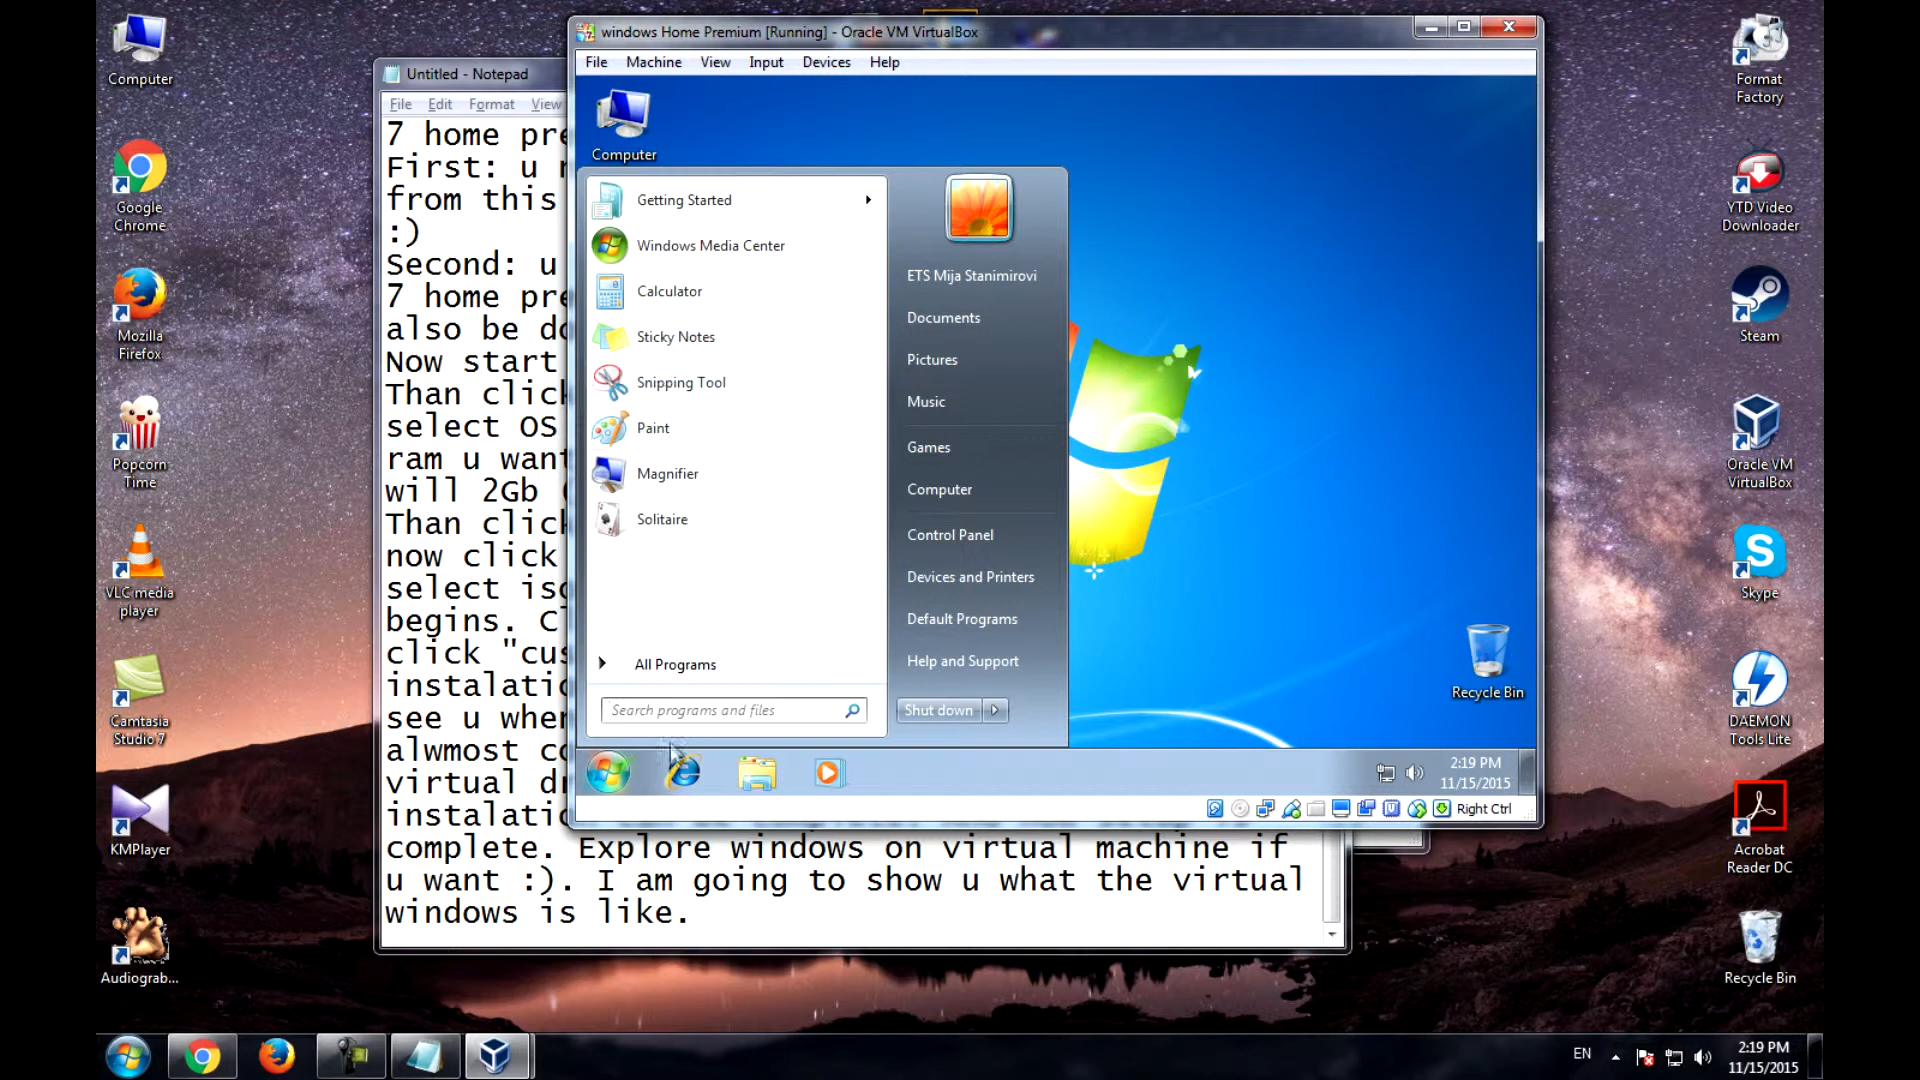 Computer
Google
Chrome
Mozilla
Firefox
Popcorn
Time
VLC media
player
Camtasia
Studio 7
KMPlayer
Audiograb...
Untitled - Notepad
File Edit Format View
7 home pre
First: u
from this
:)
Second: u
7 home pre
also be do
Now start
Than click
select OS
ram u want
will 2Gb
Than click
now click
select iso
begins. C
click "cus
instalatio
see u when
alwmost co
virtual dr
instalatio
complete. Explore windows on virtual machine if
u want :). I am going to show u what the virtual
windows is like.
windows Home Premium [Running] - Oracle VM VirtualBox
File Machine View Input Devices Help
Computer
Getting Started
Windows Media Center
Calculator
Sticky Notes
Snipping Tool
Paint
Magnifier
Solitaire
All Programs
Search programs and files
ETS Mija Stanimirovi
Documents
Pictures
Music
Games
Computer
Control Panel
Devices and Printers
Default Programs
Help and Support
Shut down
Recycle Bin
2:19 PM
11/15/2015
Right Ctrl
Format
Factory
YTD Video
Downloader
Steam
Oracle VM
VirtualBox
Skype
DAEMON
Tools Lite
Acrobat
Reader DC
Recycle Bin
EN
2:19 PM
11/15/2015